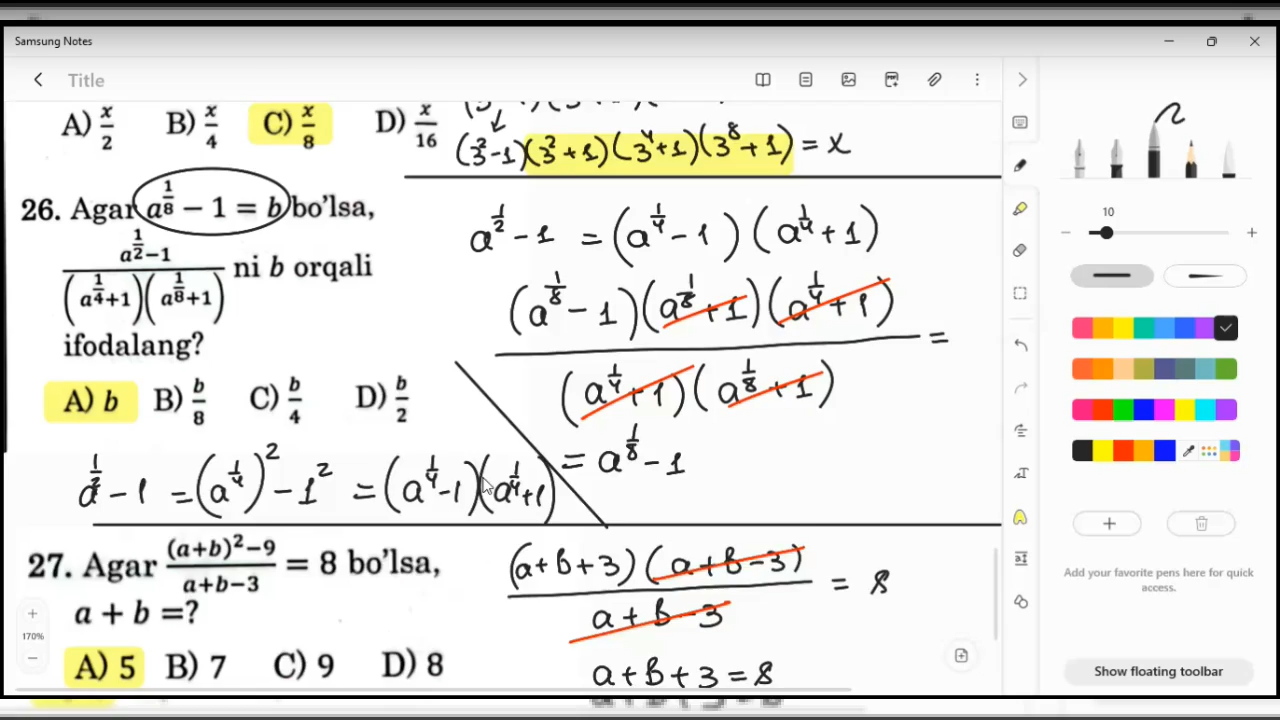 Samsung Notes
Title
A) x/2 B) x/4 C) x/8 D) x/16
(3²-1)(3²+1)(3⁴+1)(3⁸+1) = x
26. Agar a^(1/8) − 1 = b bo'lsa,
(a^(1/2)−1)/((a^(1/4)+1)(a^(1/8)+1)) ni b orqali
ifodalang?
A) b B) b/8 C) b/4 D) b/2
a^(1/2) - 1 = (a^(1/4) - 1)(a^(1/4) + 1)
((a^(1/8) - 1)(a^(1/8) + 1)(a^(1/4) + 1))/((a^(1/4) + 1)(a^(1/8) + 1)) =
= a^(1/8) - 1
a^(1/2) - 1 = (a^(1/4))² - 1² = (a^(1/4) - 1)(a^(1/4) + 1)
27. Agar ((a+b)²−9)/(a+b−3) = 8 bo'lsa,
a + b =?
A) 5 B) 7 C) 9 D) 8
((a+b+3)(a+b-3))/(a+b-3) = 8
a+b+3=8
170%
10
Add your favorite pens here for quick
access.
Show floating toolbar